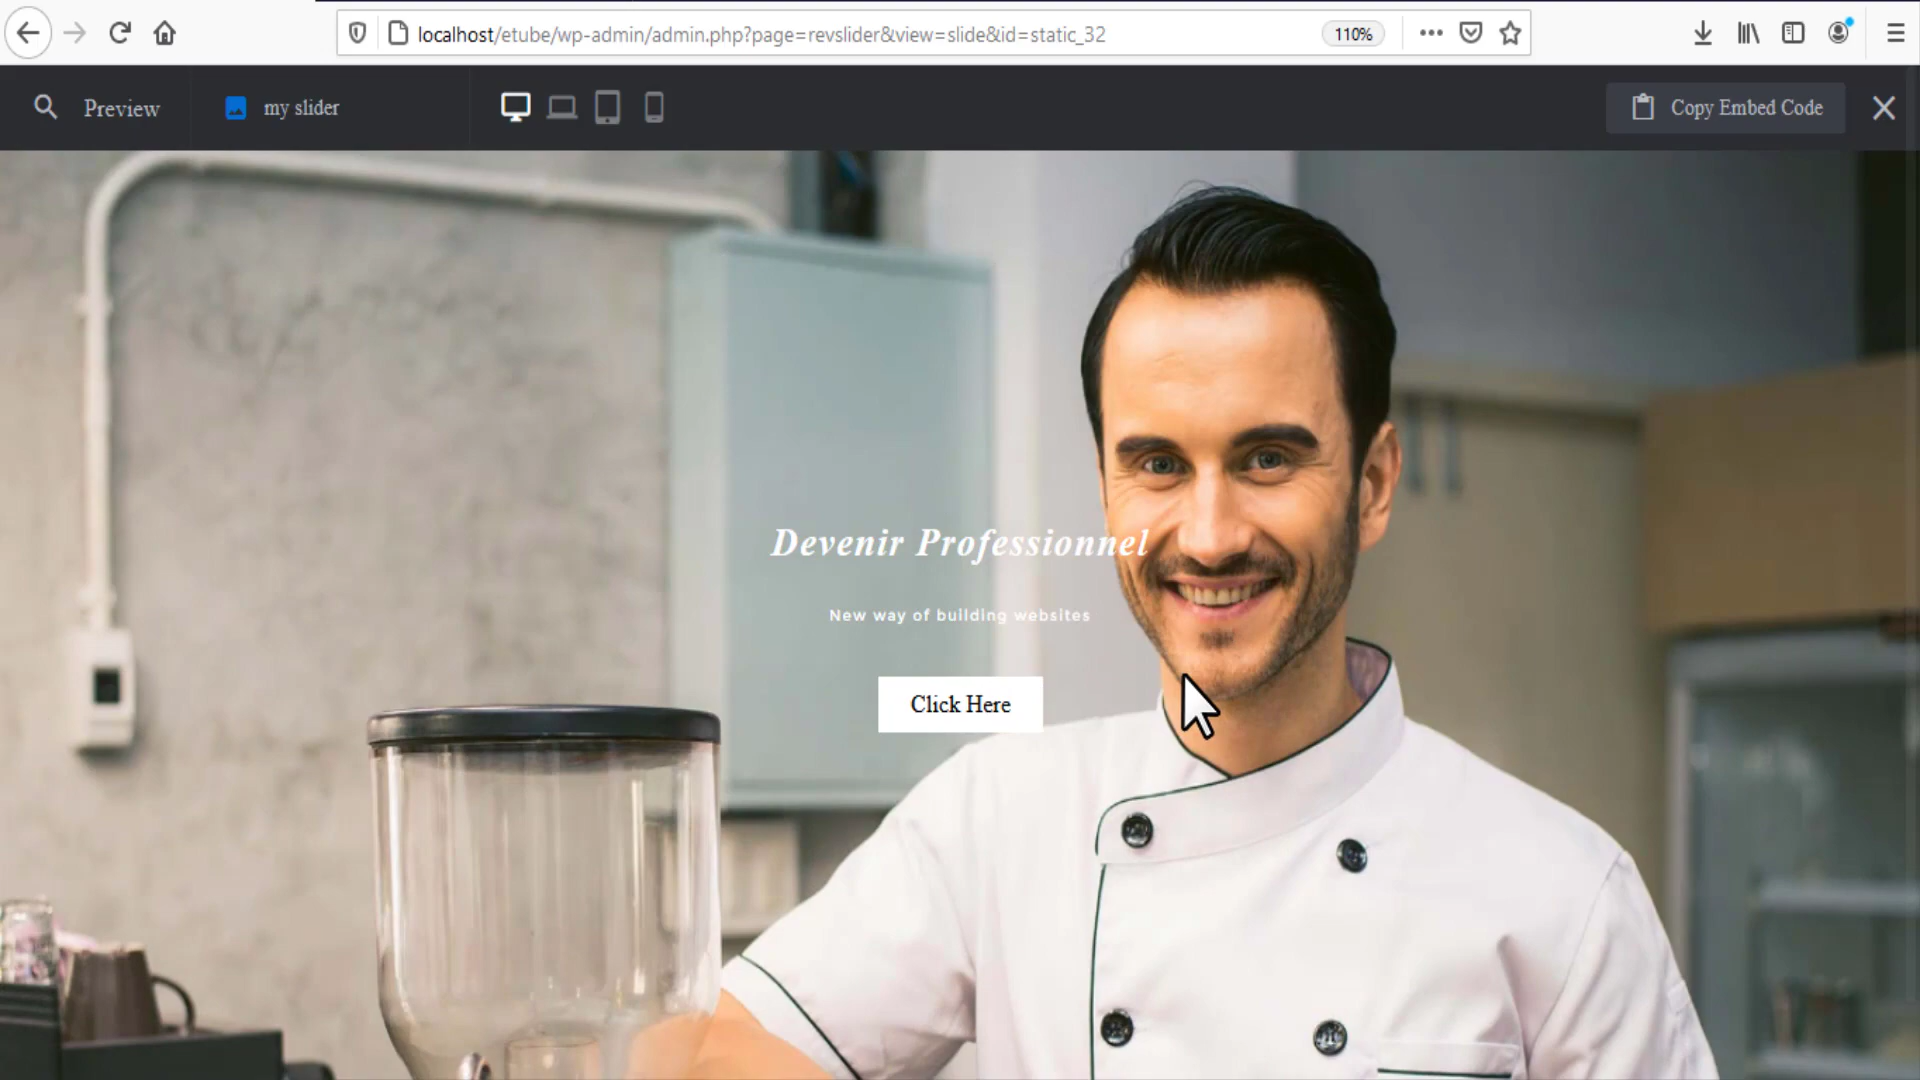 localhost/etube/wp-admin/admin.php?page=revslider&view=slide&id=static_32
110%
Preview
my slider
Copy Embed Code
Devenir Professionnel
New way of building websites
Click Here